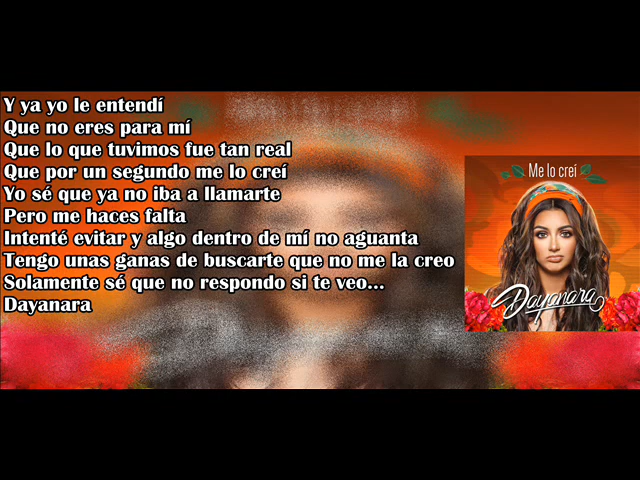 Y ya yo le entendí
Que no eres para mí
Que lo que tuvimos fue tan real
Que por un segundo me lo creí
Yo sé que ya no iba a llamarte
Pero me haces falta
Intenté evitar y algo dentro de mí no aguanta
Tengo unas ganas de buscarte que no me la creo
Solamente sé que no respondo si te veo...
Dayanara
Me lo creí
Dayanara